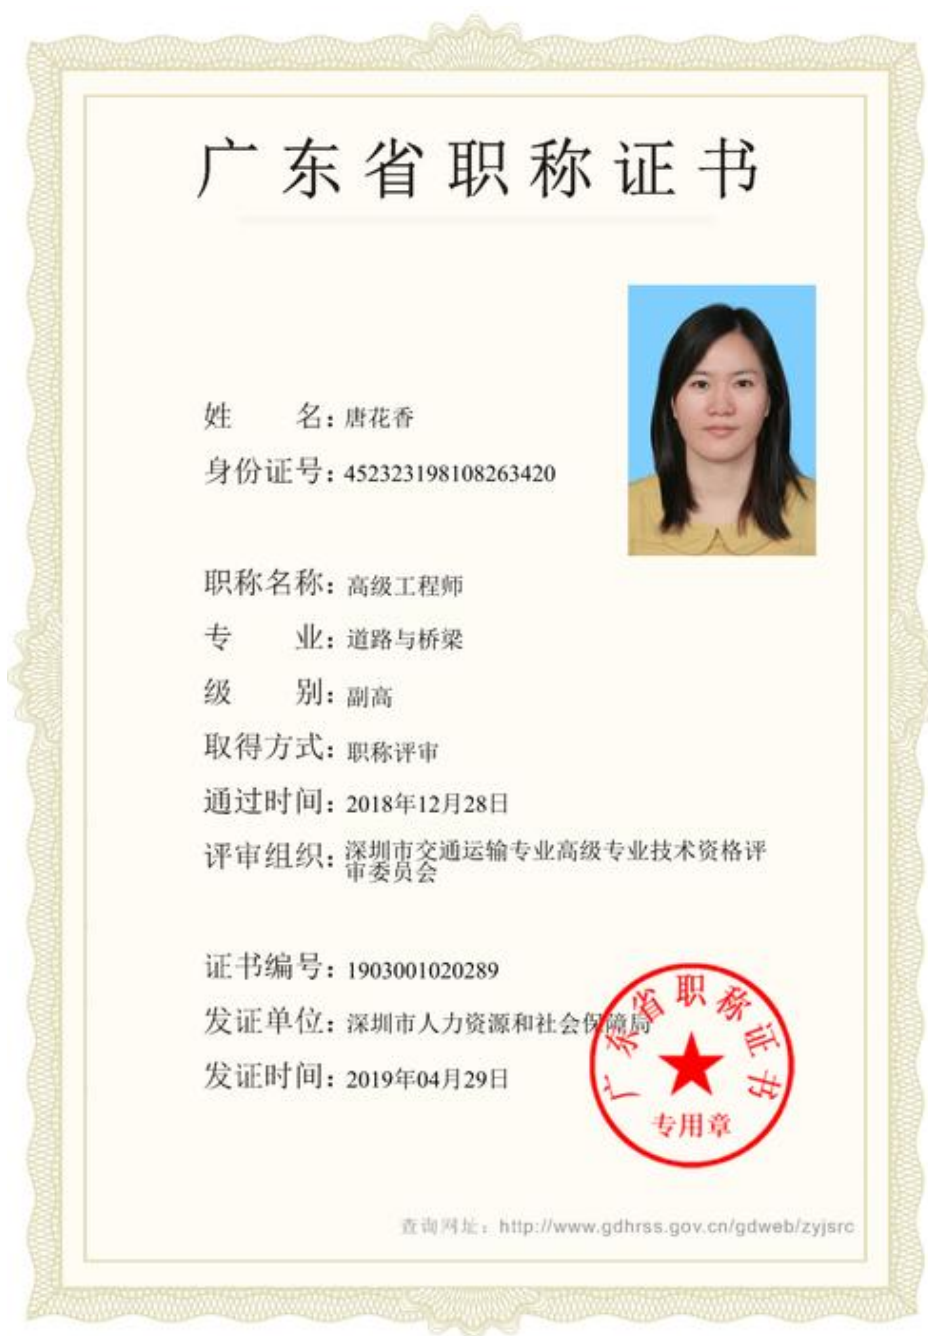 广东省职称证书
姓 名：唐花香
身份证号：452323198108263420
职称名称：高级工程师
专 业：道路与桥梁
级 别：副高
取得方式：职称评审
通过时间：2018年12月28日
评审组织：深圳市交通运输专业高级专业技术资格评
审委员会
证书编号：1903001020289
发证单位：深圳市人力资源和社会保障局
发证时间：2019年04月29日
广东省职称证书
专用章
查询网址：http://www.gdhrss.gov.cn/gdweb/zyjsrc